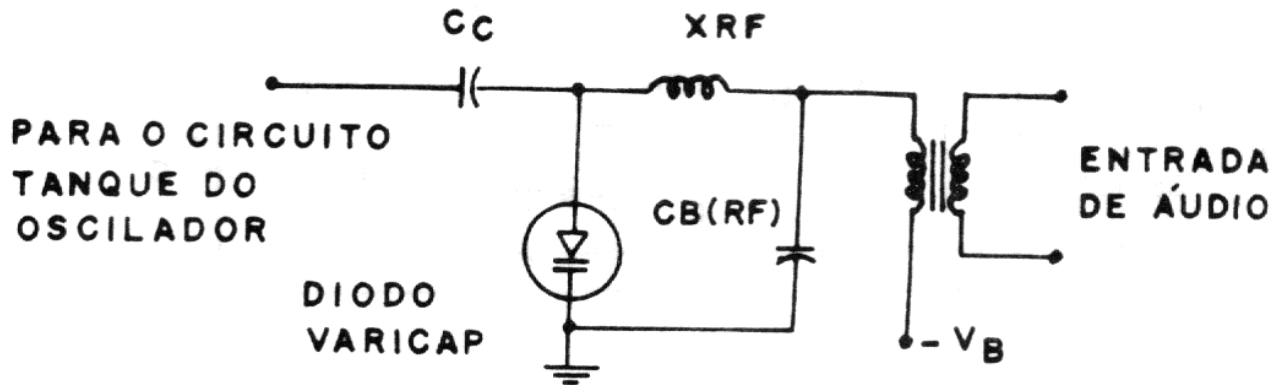 CC
XRF
PARA O CIRCUITO
TANQUE DO
OSCILADOR
ENTRADA
DE ÁUDIO
CB(RF)
DIODO
VARICAP
- VB